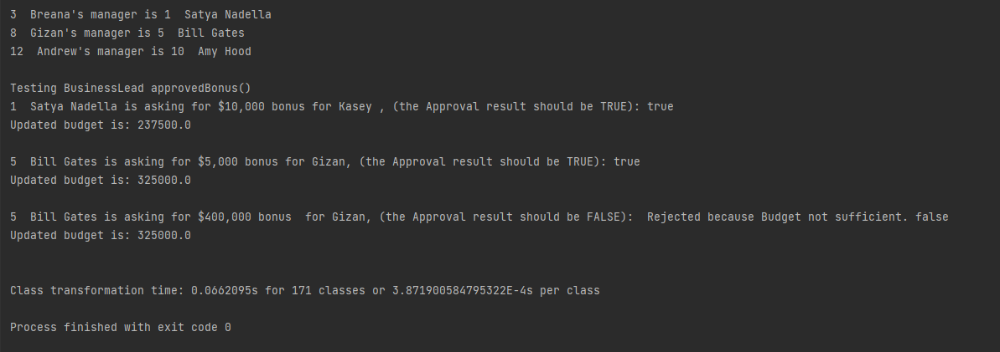 3  Breana's manager is 1  Satya Nadella
8  Gizan's manager is 5  Bill Gates
12  Andrew's manager is 10  Amy Hood
Testing BusinessLead approvedBonus()
1  Satya Nadella is asking for $10,000 bonus for Kasey , (the Approval result should be TRUE): true
Updated budget is: 237500.0
5  Bill Gates is asking for $5,000 bonus for Gizan, (the Approval result should be TRUE): true
Updated budget is: 325000.0
5  Bill Gates is asking for $400,000 bonus  for Gizan, (the Approval result should be FALSE):  Rejected because Budget not sufficient. false
Updated budget is: 325000.0
Class transformation time: 0.0662095s for 171 classes or 3.871900584795322E-4s per class
Process finished with exit code 0